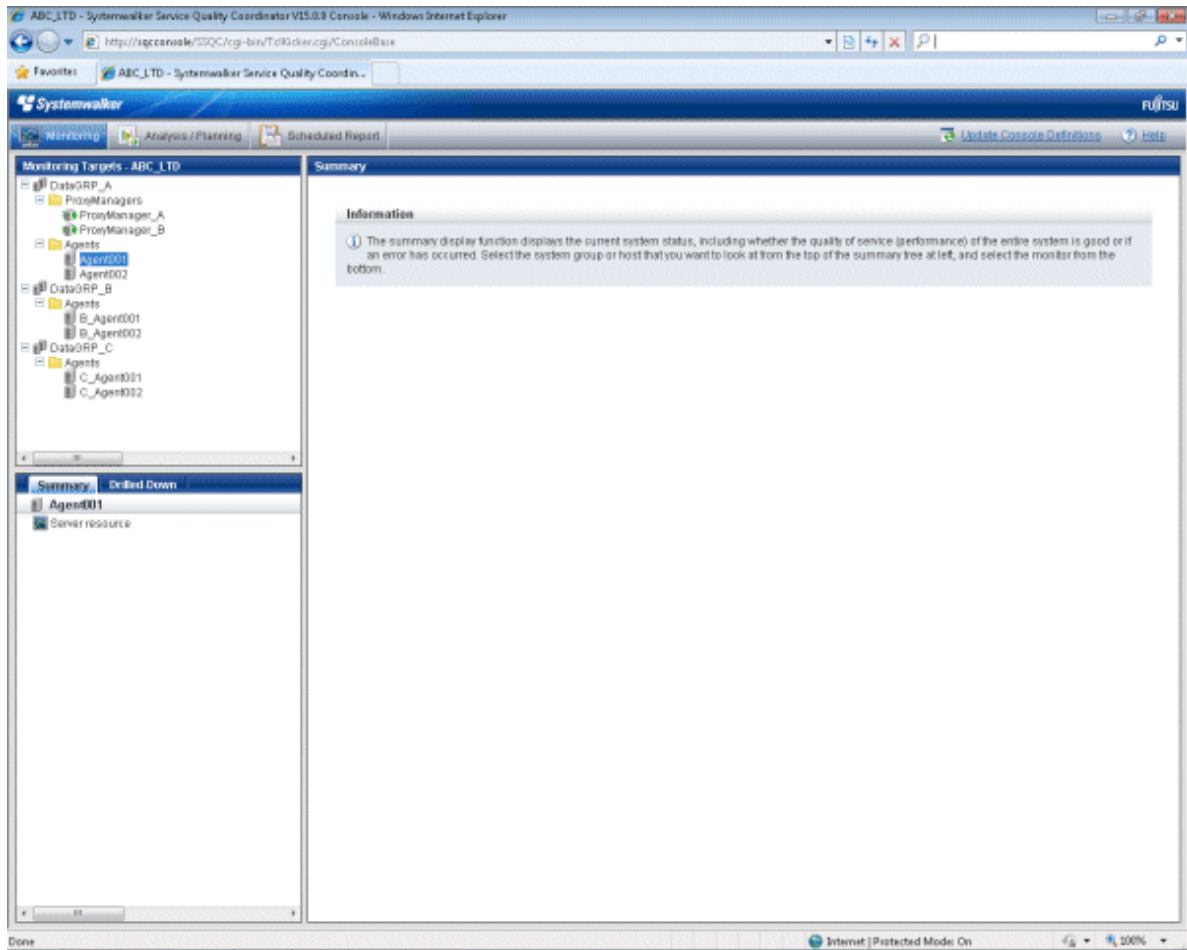 ABC_LTD - Systemwalker Service Quality Coordinator V15.0.0 Console - Windows Internet Explorer
http://sqcconsole/SSQC/cgi-bin/TclKicker.cgi/ConsoleBase
Favorites ABC_LTD - Systemwalker Service Quality Coordin...
Systemwalker FUJITSU
Monitoring Analysis / Planning Scheduled Report Update Console Definitions Help
Monitoring Targets - ABC_LTD Summary
DataGRP_A
ProxyManagers
ProxyManager_A
ProxyManager_B
Agents
Agent001
Agent002
DataGRP_B
Agents
B_Agent001
B_Agent002
DataGRP_C
Agents
C_Agent001
C_Agent002
Information
The summary display function displays the current system status, including whether the quality of service (performance) of the entire system is good or if
an error has occurred. Select the system group or host that you want to look at from the top of the summary tree at left, and select the monitor from the
bottom.
Summary Drilled Down
Agent001
Server resource
Done Internet | Protected Mode: On 100%